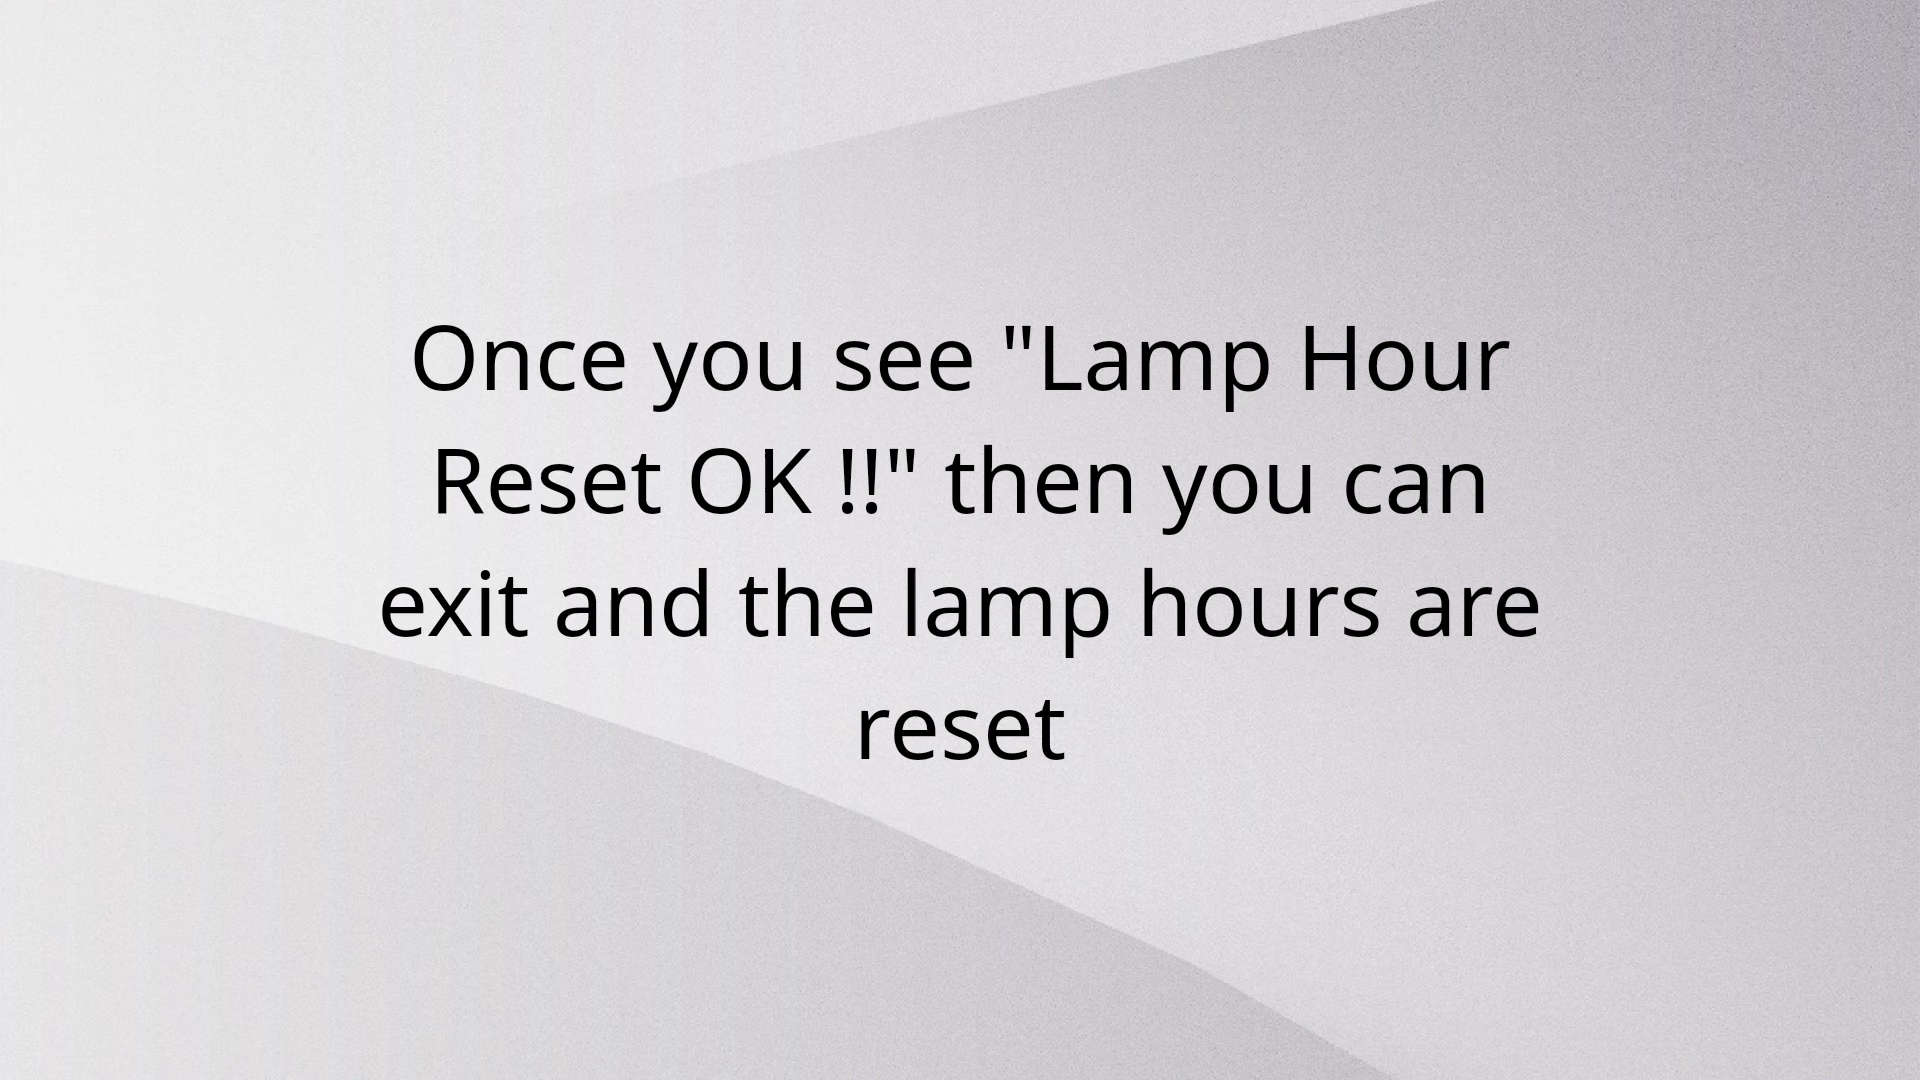 Once you see "Lamp Hour
Reset OK !!" then you can
exit and the lamp hours are
reset